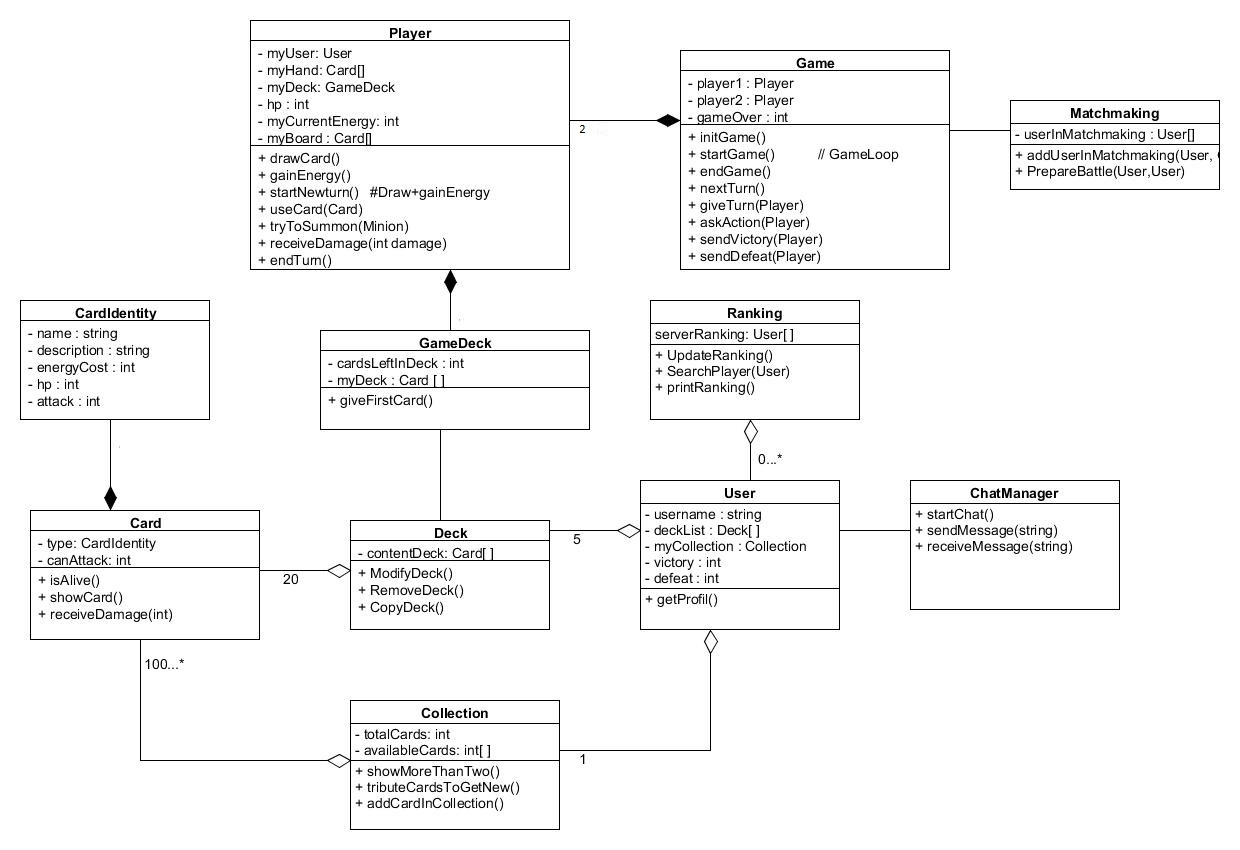 Player
- myUser: User
- myHand: Card[]
- myDeck: GameDeck
- hp : int
- myCurrentEnergy: int
- myBoard : Card[]
+ drawCard()
+ gainEnergy()
+ startNewturn()   #Draw+gainEnergy
+ useCard(Card)
+ tryToSummon(Minion)
+ receiveDamage(int damage)
+ endTurn()
2
Game
- player1 : Player
- player2 : Player
- gameOver : int
+ initGame()
+ startGame()   // GameLoop
+ endGame()
+ nextTurn()
+ giveTurn(Player)
+ askAction(Player)
+ sendVictory(Player)
+ sendDefeat(Player)
Matchmaking
- userInMatchmaking : User[]
+ addUserInMatchmaking(User,
+ PrepareBattle(User,User)
CardIdentity
- name : string
- description : string
- energyCost : int
- hp : int
- attack : int
GameDeck
- cardsLeftInDeck : int
- myDeck : Card [ ]
+ giveFirstCard()
Ranking
serverRanking: User[ ]
+ UpdateRanking()
+ SearchPlayer(User)
+ printRanking()
0...*
Card
- type: CardIdentity
- canAttack: int
+ isAlive()
+ showCard()
+ receiveDamage(int)
20
Deck
- contentDeck: Card[ ]
+ ModifyDeck()
+ RemoveDeck()
+ CopyDeck()
5
User
- username : string
- deckList : Deck[ ]
- myCollection : Collection
- victory : int
- defeat : int
+ getProfil()
ChatManager
+ startChat()
+ sendMessage(string)
+ receiveMessage(string)
100...*
Collection
- totalCards: int
- availableCards: int[ ]
+ showMoreThanTwo()
+ tributeCardsToGetNew()
+ addCardInCollection()
1